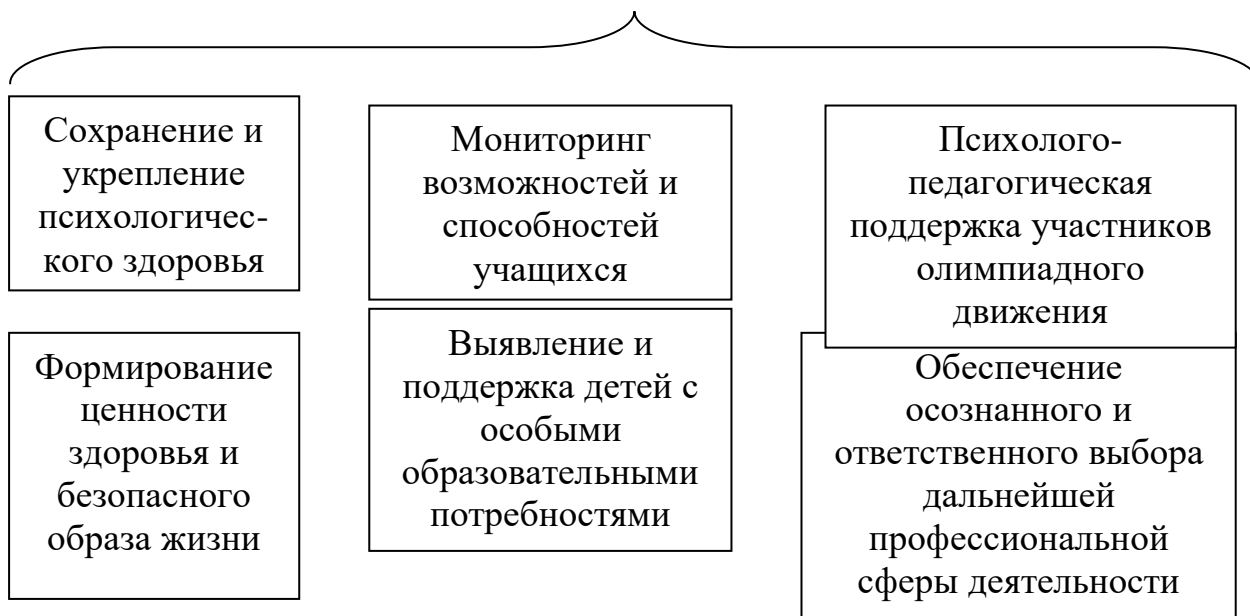 Сохранение и
укрепление
психологичес-
кого здоровья
Мониторинг
возможностей и
способностей
учащихся
Психолого-
педагогическая
поддержка участников
олимпиадного
движения
Формирование
ценности
здоровья и
безопасного
образа жизни
Выявление и
поддержка детей с
особыми
образовательными
потребностями
Обеспечение
осознанного и
ответственного выбора
дальнейшей
профессиональной
сферы деятельности